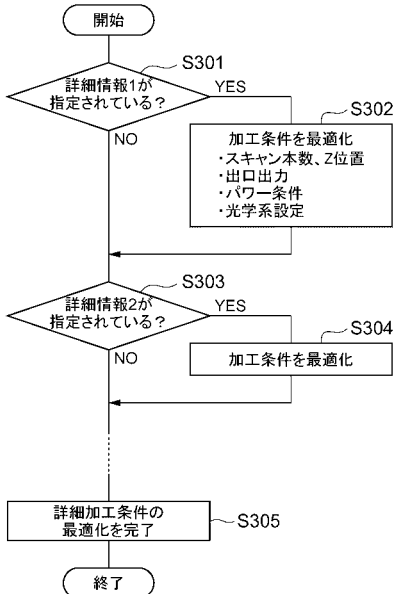 開始
詳細情報1が
指定されている？
S301
YES
NO
S302
加工条件を最適化
・スキャン本数、Z位置
・出口出力
・パワー条件
・光学系設定
詳細情報2が
指定されている？
S303
YES
NO
S304
加工条件を最適化
詳細加工条件の
最適化を完了
S305
終了